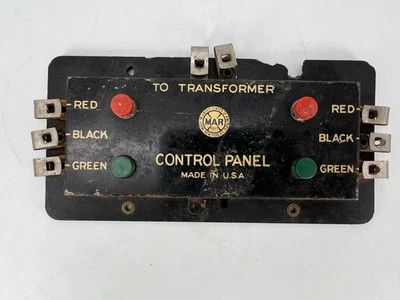 TO TRANSFORMER
RED
RED
MAR
BLACK
BLACK
CONTROL PANEL
GREEN
GREEN
MADE IN U.S.A